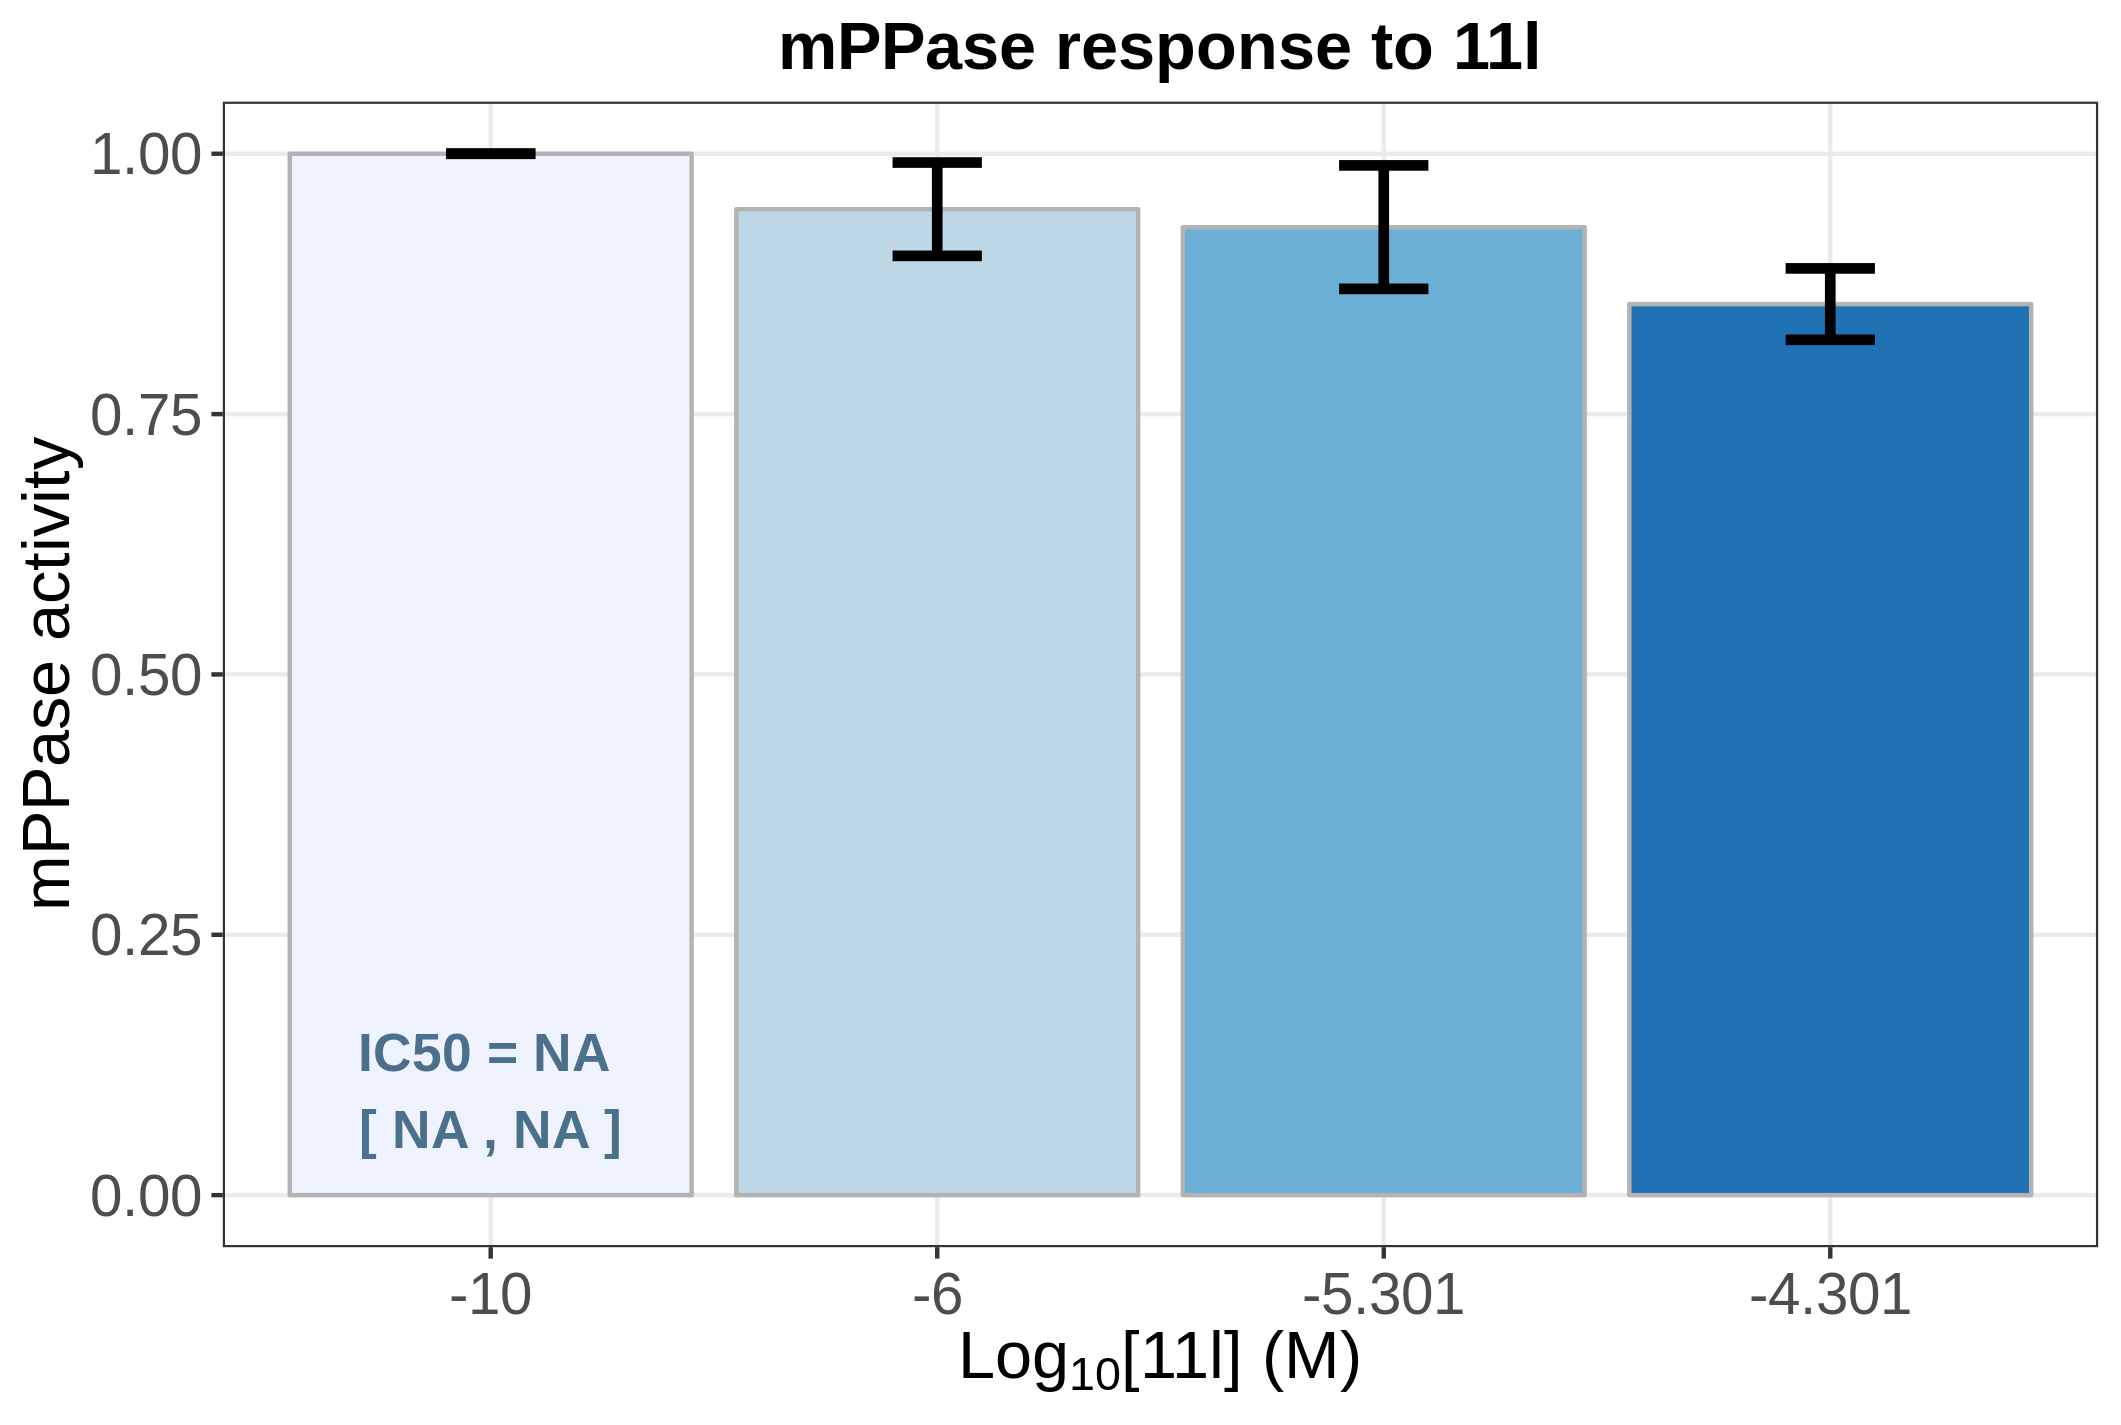 mPPase response to 11l
mPPase activity
1.00
0.75
0.50
0.25
0.00
IC50 = NA
[ NA , NA ]
-10
-6
-5.301
-4.301
Log10[11l] (M)